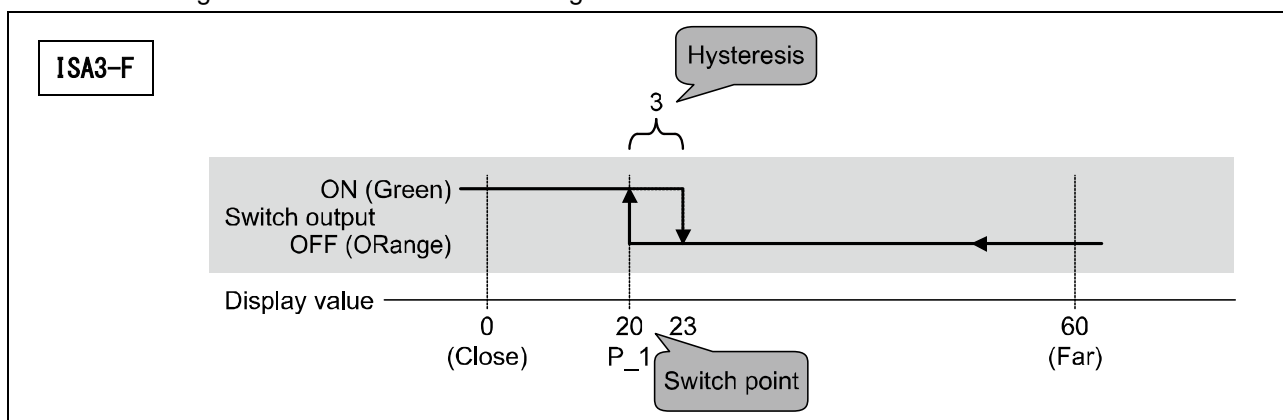 ISA3-F
Hysteresis
3
ON (Green)
Switch output
OFF (ORange)
Display value
0 20 23 60
(Close) P_1 (Far)
Switch point